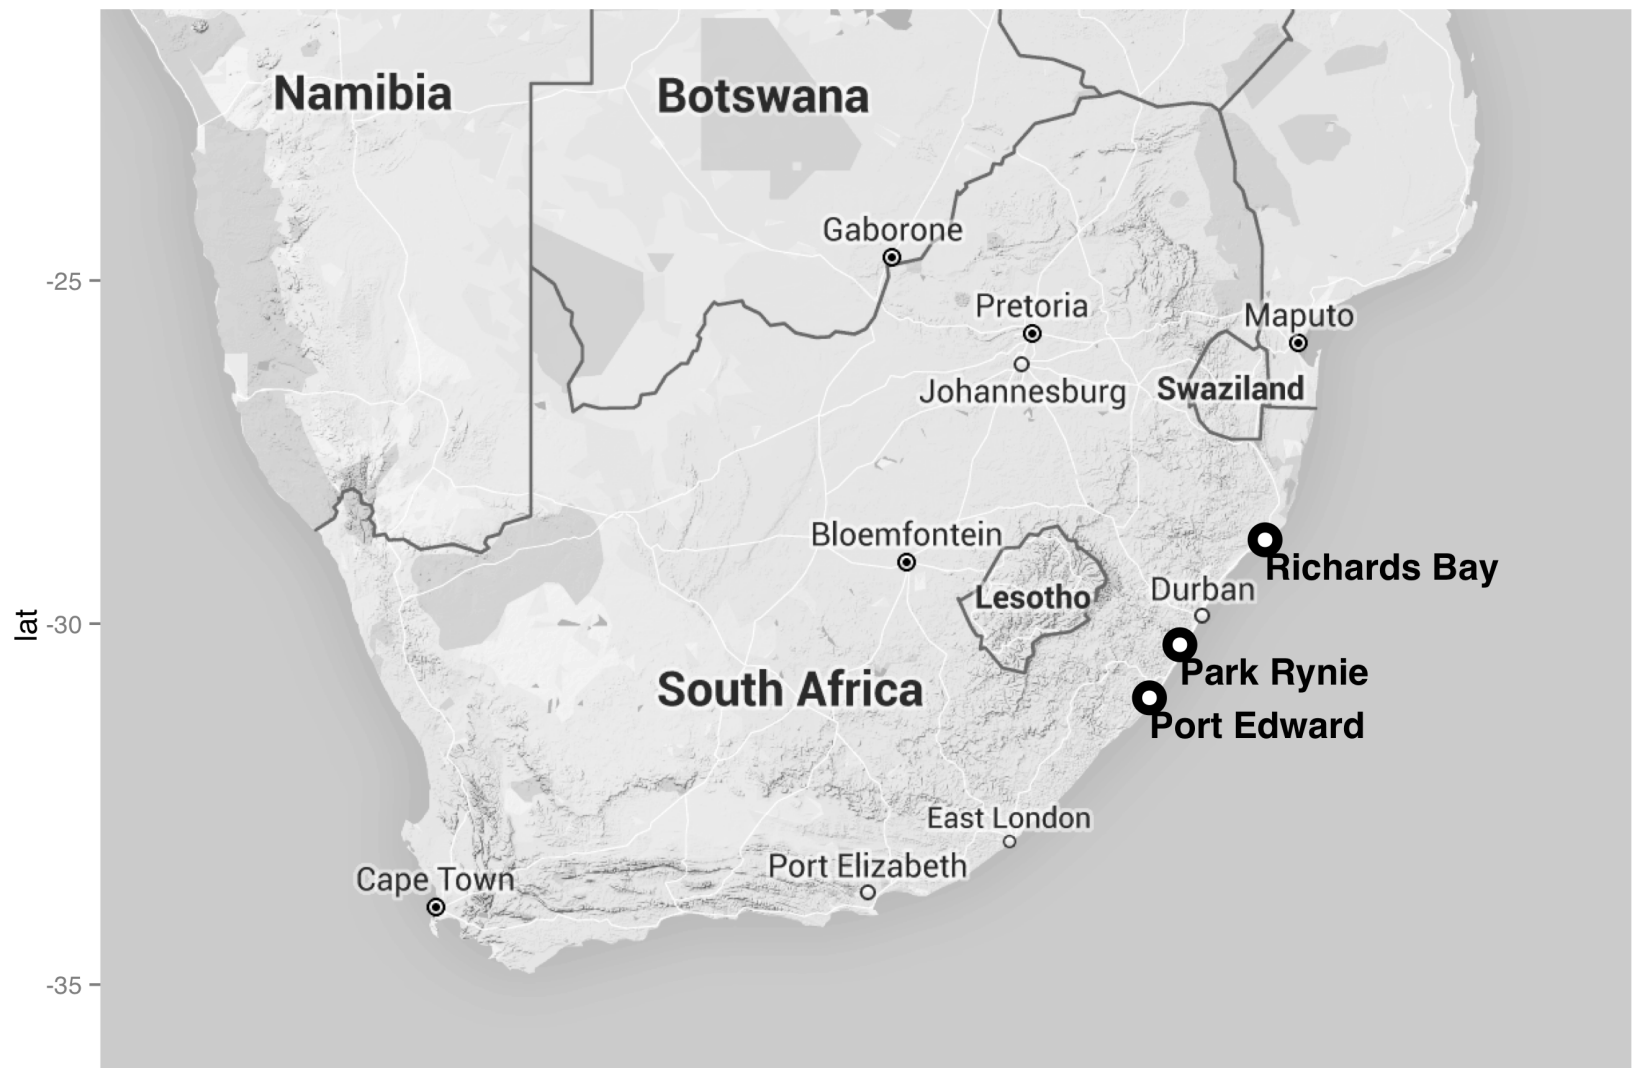 Namibia
Botswana
Gaborone
-25
Pretoria
Maputo
Johannesburg
Swaziland
Bloemfontein
Richards Bay
Durban
Lesotho
lat
-30
Park Rynie
South Africa
Port Edward
East London
Port Elizabeth
Cape Town
-35